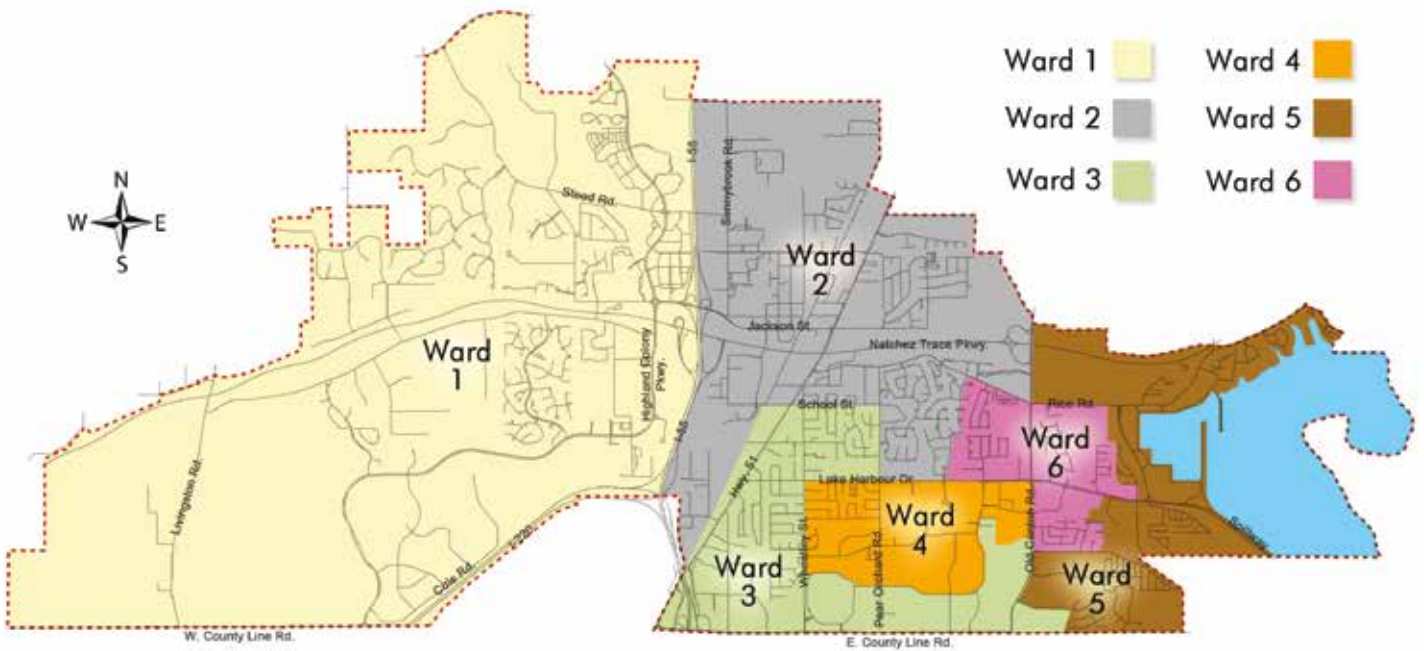 Ward 1
Ward 4
Ward 2
Ward 5
Ward 3
Ward 6
N
W
E
S
I-55
Sunnybrook Rd.
Steed Rd.
Ward
2
Jackson St.
Natchez Trace Pkwy.
Ward
1
Highland Colony
Pkwy.
School St.
Rice Rd.
I-55
Ward
6
Hwy. 51
Lake Harbour Dr.
Livingston Rd.
Ward
4
Old Canton Rd.
Spillway
I-220
Wheatley St.
Pear Orchard Rd.
Cole Rd.
Ward
3
Ward
5
W. County Line Rd.
E. County Line Rd.